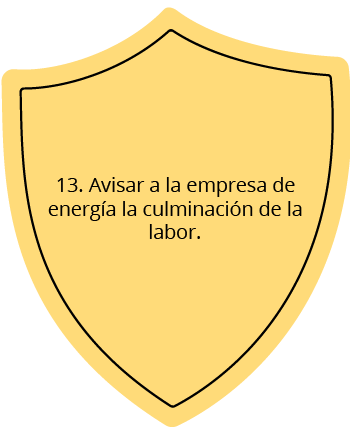 13. Avisar a la empresa de
energía la culminación de la
labor.